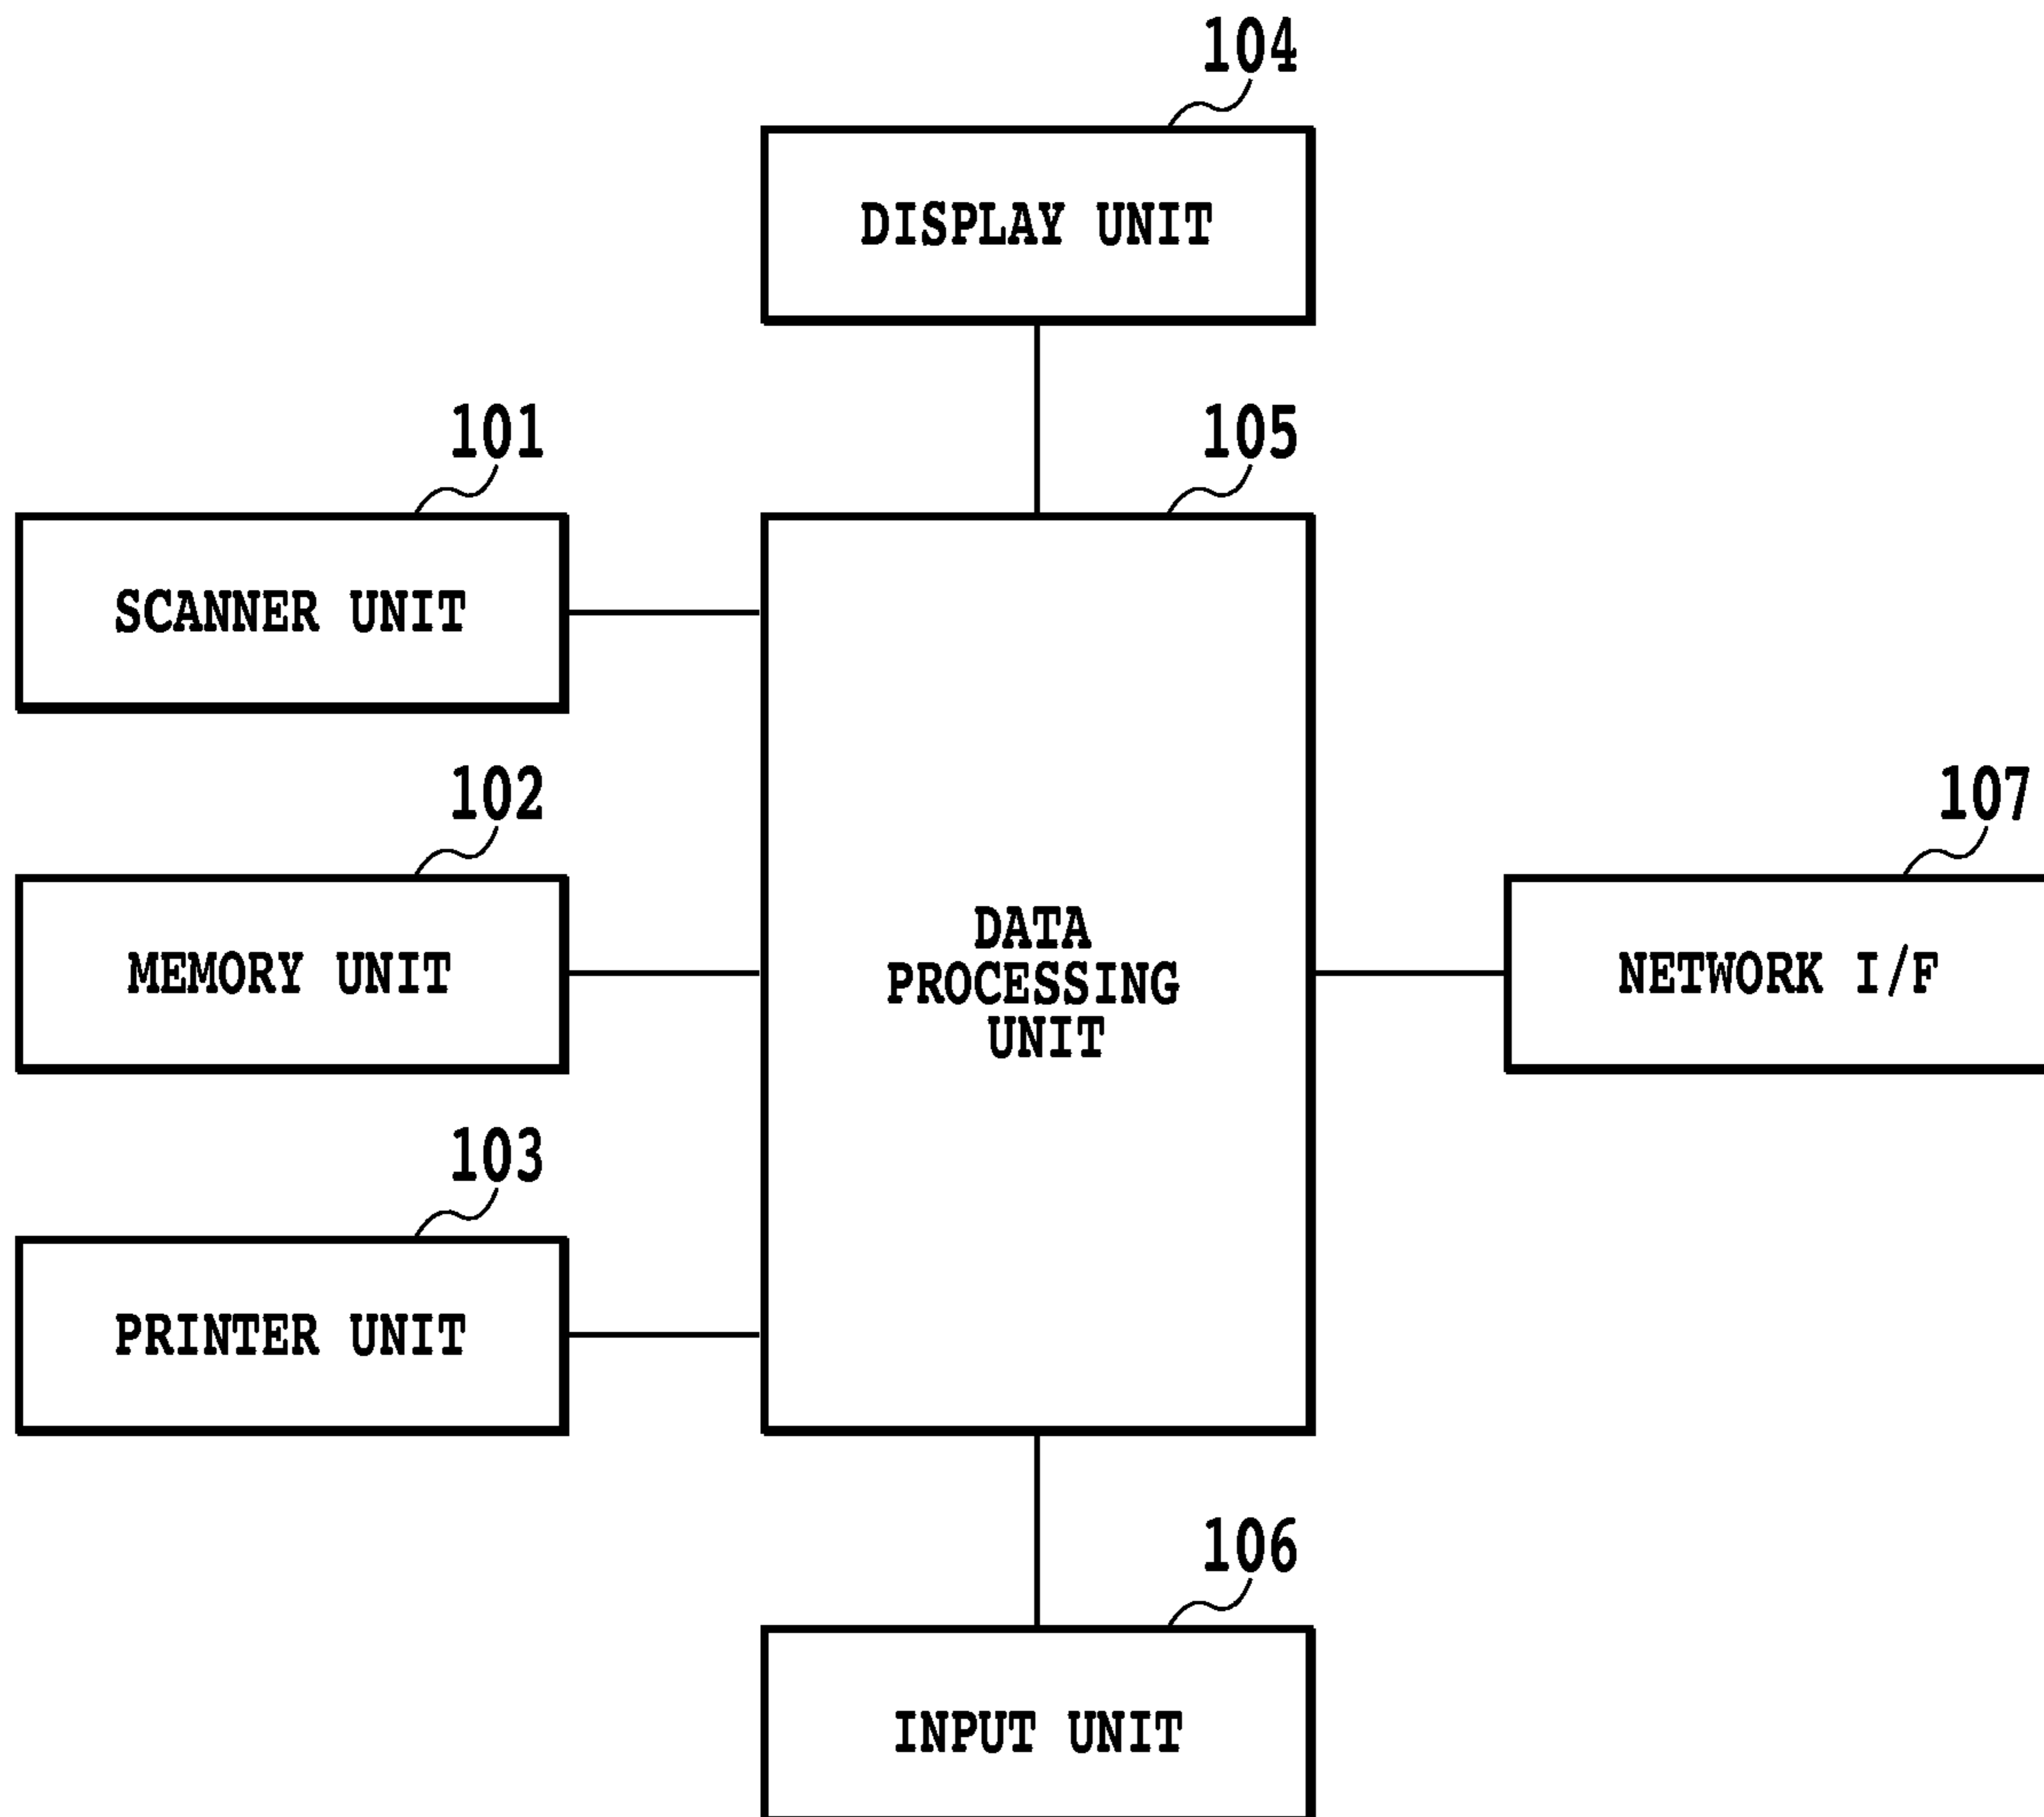 104
DISPLAY UNIT
101
105
SCANNER UNIT
102
107
DATA
PROCESSING
UNIT
MEMORY UNIT
NETWORK I/F
103
PRINTER UNIT
106
INPUT UNIT